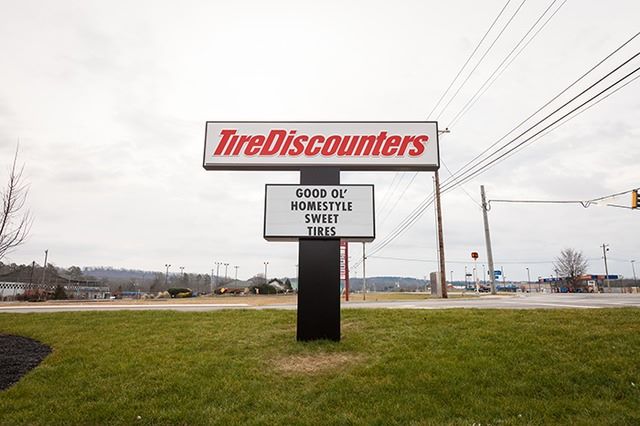 TireDiscounters
GOOD OL'
HOMESTYLE
SWEET
TIRES